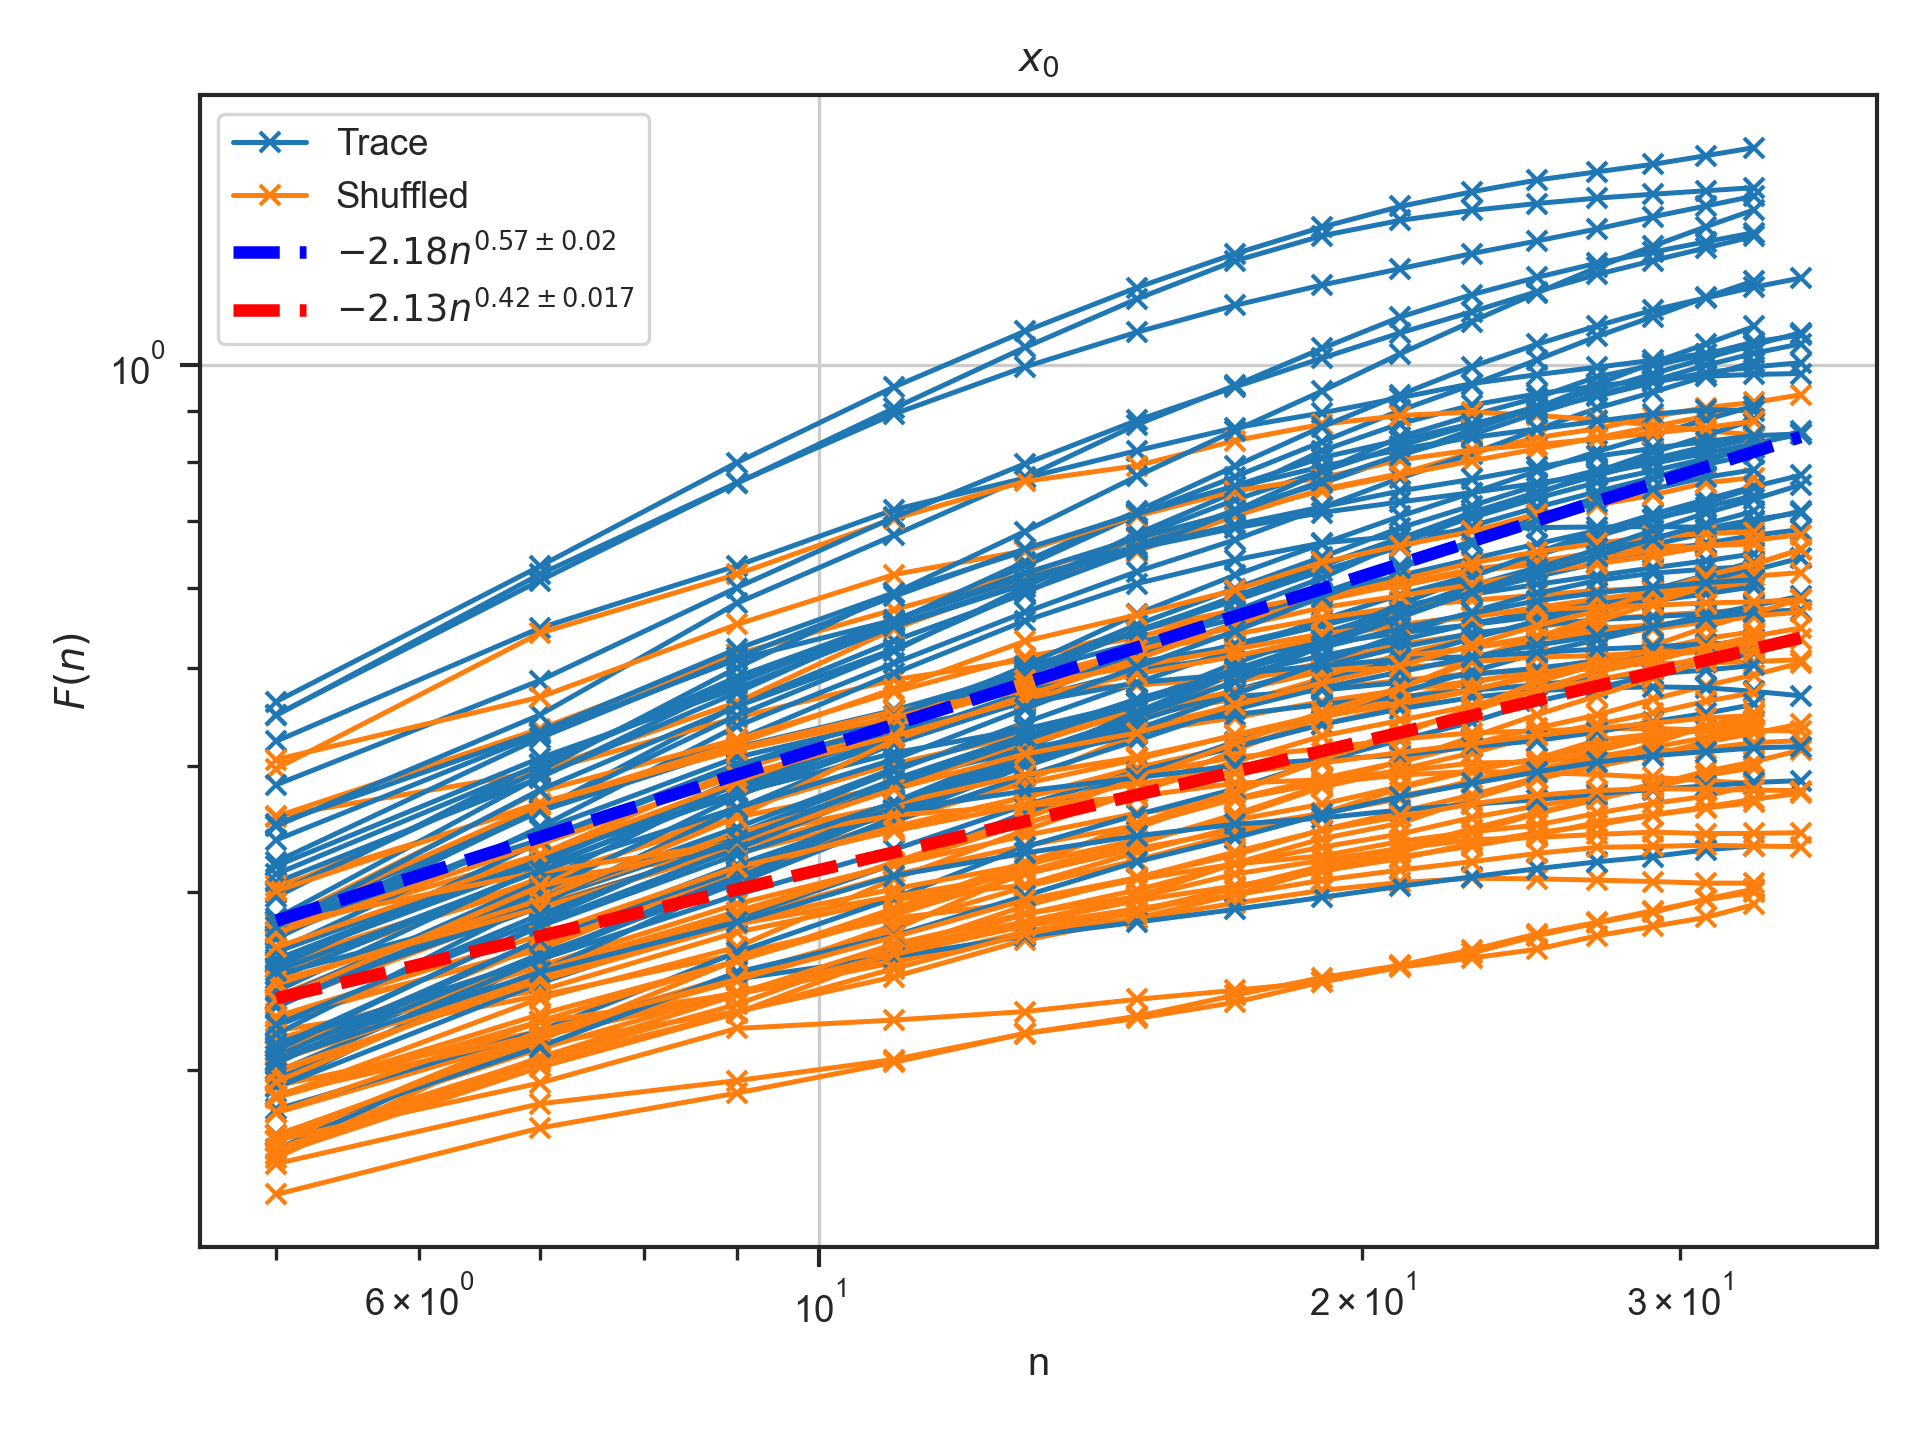 x₀
Trace
Shuffled
−2.18n^{0.57±0.02}
−2.13n^{0.42±0.017}
10⁰
F(n)
6×10⁰
10¹
2×10¹
3×10¹
n